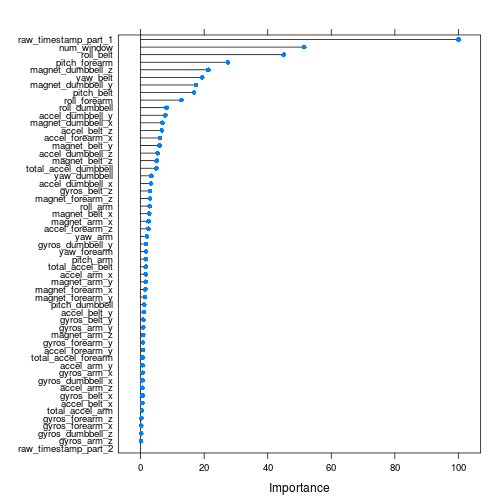 raw_timestamp_part_1
num_window
roll_belt
pitch_forearm
magnet_dumbbell_z
yaw_belt
magnet_dumbbell_y
pitch_belt
roll_forearm
roll_dumbbell
accel_dumbbell_y
magnet_dumbbell_x
accel_belt_z
accel_forearm_x
magnet_belt_y
accel_dumbbell_z
magnet_belt_z
total_accel_dumbbell
yaw_dumbbell
accel_dumbbell_x
gyros_belt_z
magnet_forearm_z
roll_arm
magnet_belt_x
magnet_arm_x
accel_forearm_z
yaw_arm
gyros_dumbbell_y
yaw_forearm
pitch_arm
total_accel_belt
accel_arm_x
magnet_arm_y
magnet_forearm_x
magnet_forearm_y
pitch_dumbbell
accel_belt_y
gyros_belt_y
gyros_arm_y
magnet_arm_z
gyros_forearm_y
accel_forearm_y
total_accel_forearm
accel_arm_y
gyros_arm_x
gyros_dumbbell_x
accel_arm_z
gyros_belt_x
accel_belt_x
total_accel_arm
gyros_forearm_z
gyros_forearm_x
gyros_dumbbell_z
gyros_arm_z
raw_timestamp_part_2
0 20 40 60 80 100
Importance